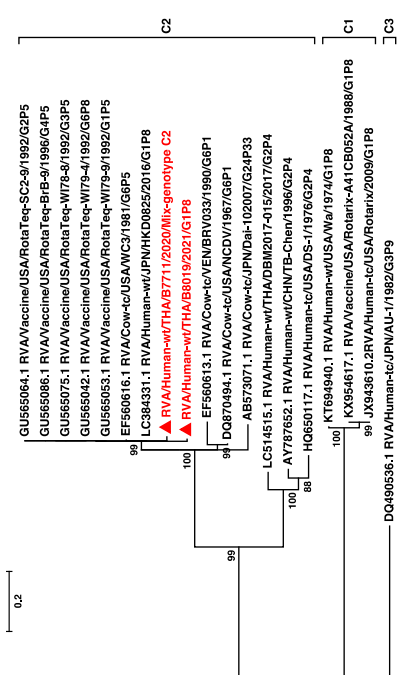 C2
C1
C3
GU565064.1 RVA/Vaccine/USA/RotaTeq-SC2-9/1992/G2P5
GU565086.1 RVA/Vaccine/USA/RotaTeq-BrB-9/1996/G4P5
GU565075.1 RVA/Vaccine/USA/RotaTeq-WI78-8/1992/G3P5
GU565042.1 RVA/Vaccine/USA/RotaTeq-WI79-4/1992/G6P8
GU565053.1 RVA/Vaccine/USA/RotaTeq-WI79-9/1992/G1P5
EF560616.1 RVA/Cow-tc/USA/WC3/1981/G6P5
LC384331.1 RVA/Human-wt/JPN/HKD0825/2016/G1P8
RVA/Human-wt/THA/B7711/2020/Mix-genotype C2
RVA/Human-wt/THA/B8019/2021/G1P8
EF560613.1 RVA/Cow-tc/VEN/BRV033/1990/G6P1
DQ870494.1 RVA/Cow-tc/USA/NCDV/1967/G6P1
AB573071.1 RVA/Cow-tc/JPN/Dai-102007/G24P33
LC514515.1 RVA/Human-wt/THA/DBM2017-015/2017/G2P4
AY787652.1 RVA/Human-wt/CHN/TB-Chen/1996/G2P4
HQ650117.1 RVA/Human-tc/USA/DS-1/1976/G2P4
KT694940.1 RVA/Human-wt/USA/Wa/1974/G1P8
KX954617.1 RVA/Vaccine/USA/Rotarix-A41CB052A/1988/G1P8
JX943610.2RVA/Human-tc/USA/Rotarix/2009/G1P8
DQ490536.1 RVA/Human-tc/JPN/AU-1/1982/G3P9
99
100
99
100
88
99
100
99
0.2